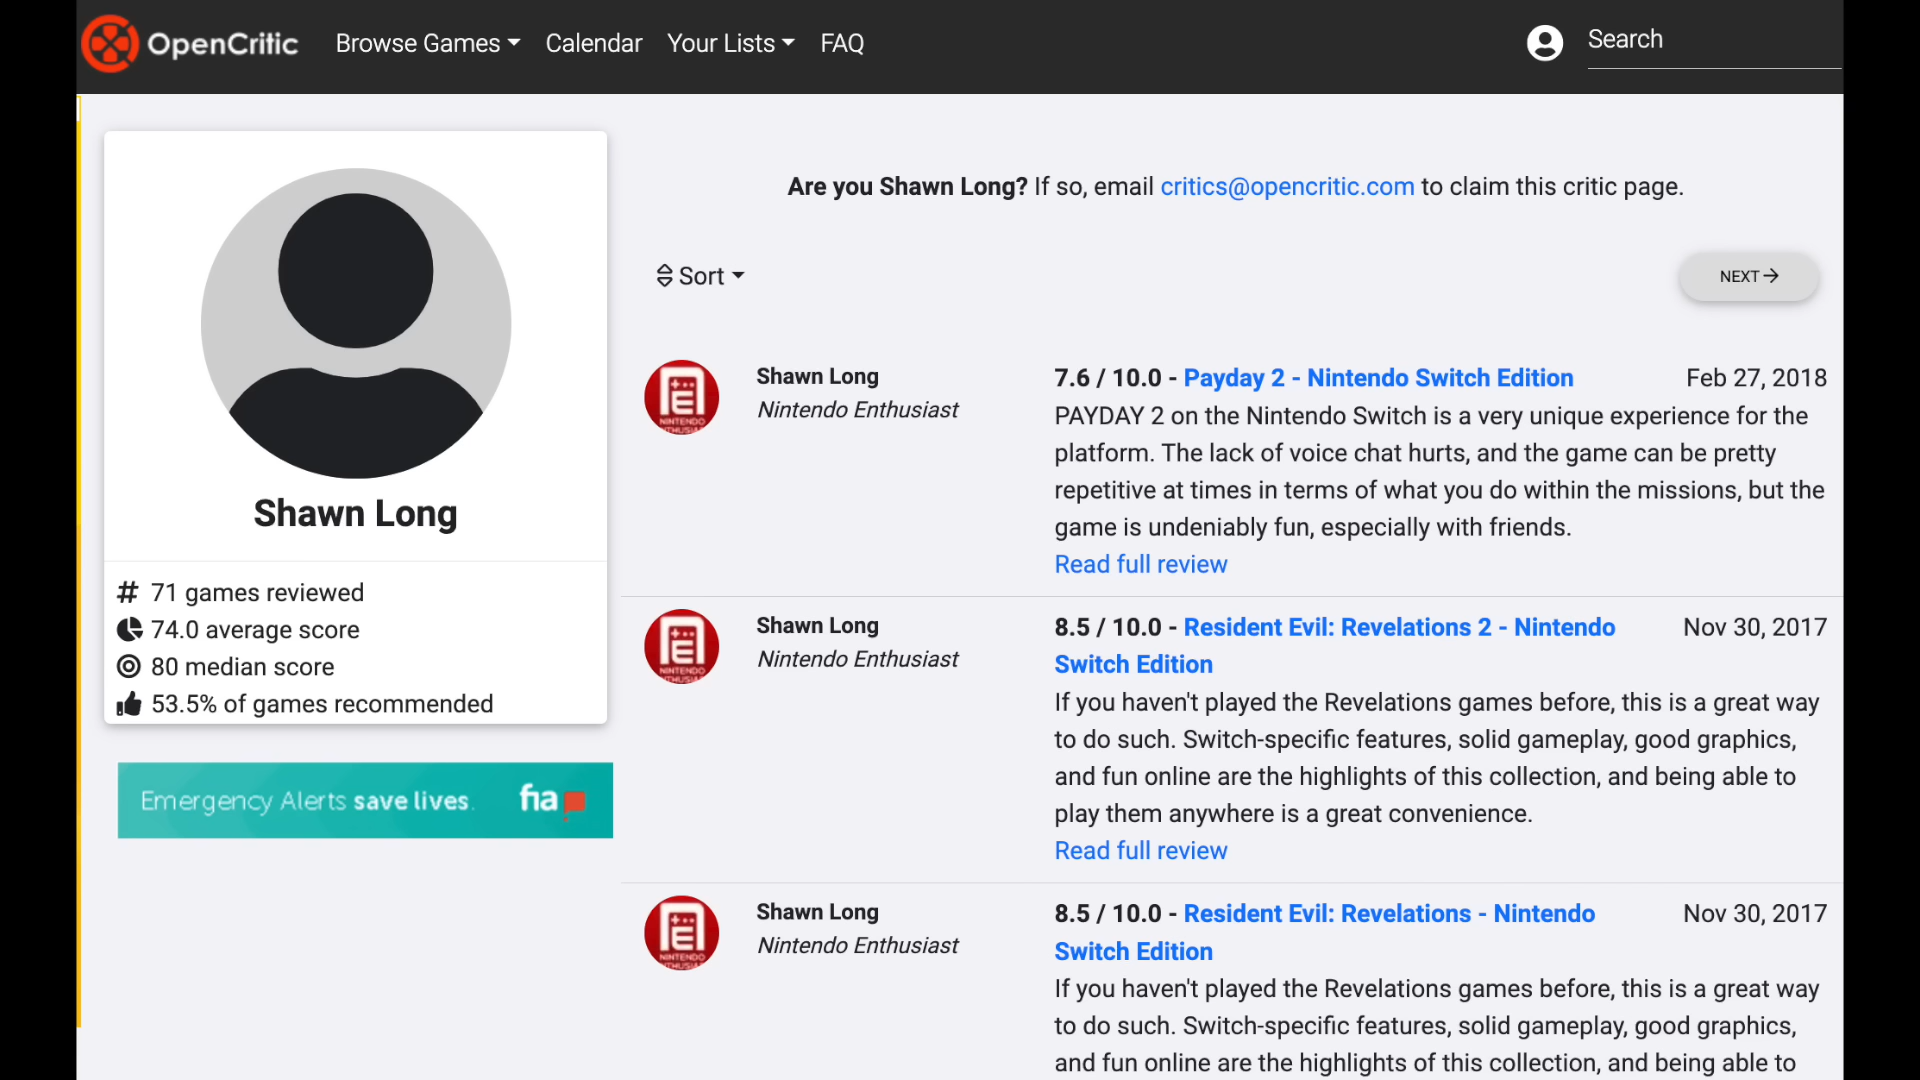 OpenCritic Browse Games Calendar Your Lists FAQ Search
Are you Shawn Long? If so, email critics@opencritic.com to claim this critic page.
Sort
NEXT
Shawn Long
# 71 games reviewed
74.0 average score
80 median score
53.5% of games recommended
Emergency Alerts save lives. fia
Shawn Long
Nintendo Enthusiast
7.6 / 10.0 - Payday 2 - Nintendo Switch Edition Feb 27, 2018
PAYDAY 2 on the Nintendo Switch is a very unique experience for the
platform. The lack of voice chat hurts, and the game can be pretty
repetitive at times in terms of what you do within the missions, but the
game is undeniably fun, especially with friends.
Read full review
NINTENDO
Shawn Long
Nintendo Enthusiast
8.5 / 10.0 - Resident Evil: Revelations 2 - Nintendo Nov 30, 2017
Switch Edition
If you haven't played the Revelations games before, this is a great way
to do such. Switch-specific features, solid gameplay, good graphics,
and fun online are the highlights of this collection, and being able to
play them anywhere is a great convenience.
Read full review
NINTENDO
Shawn Long
Nintendo Enthusiast
8.5 / 10.0 - Resident Evil: Revelations - Nintendo Nov 30, 2017
Switch Edition
If you haven't played the Revelations games before, this is a great way
to do such. Switch-specific features, solid gameplay, good graphics,
and fun online are the highlights of this collection, and being able to
NINTENDO